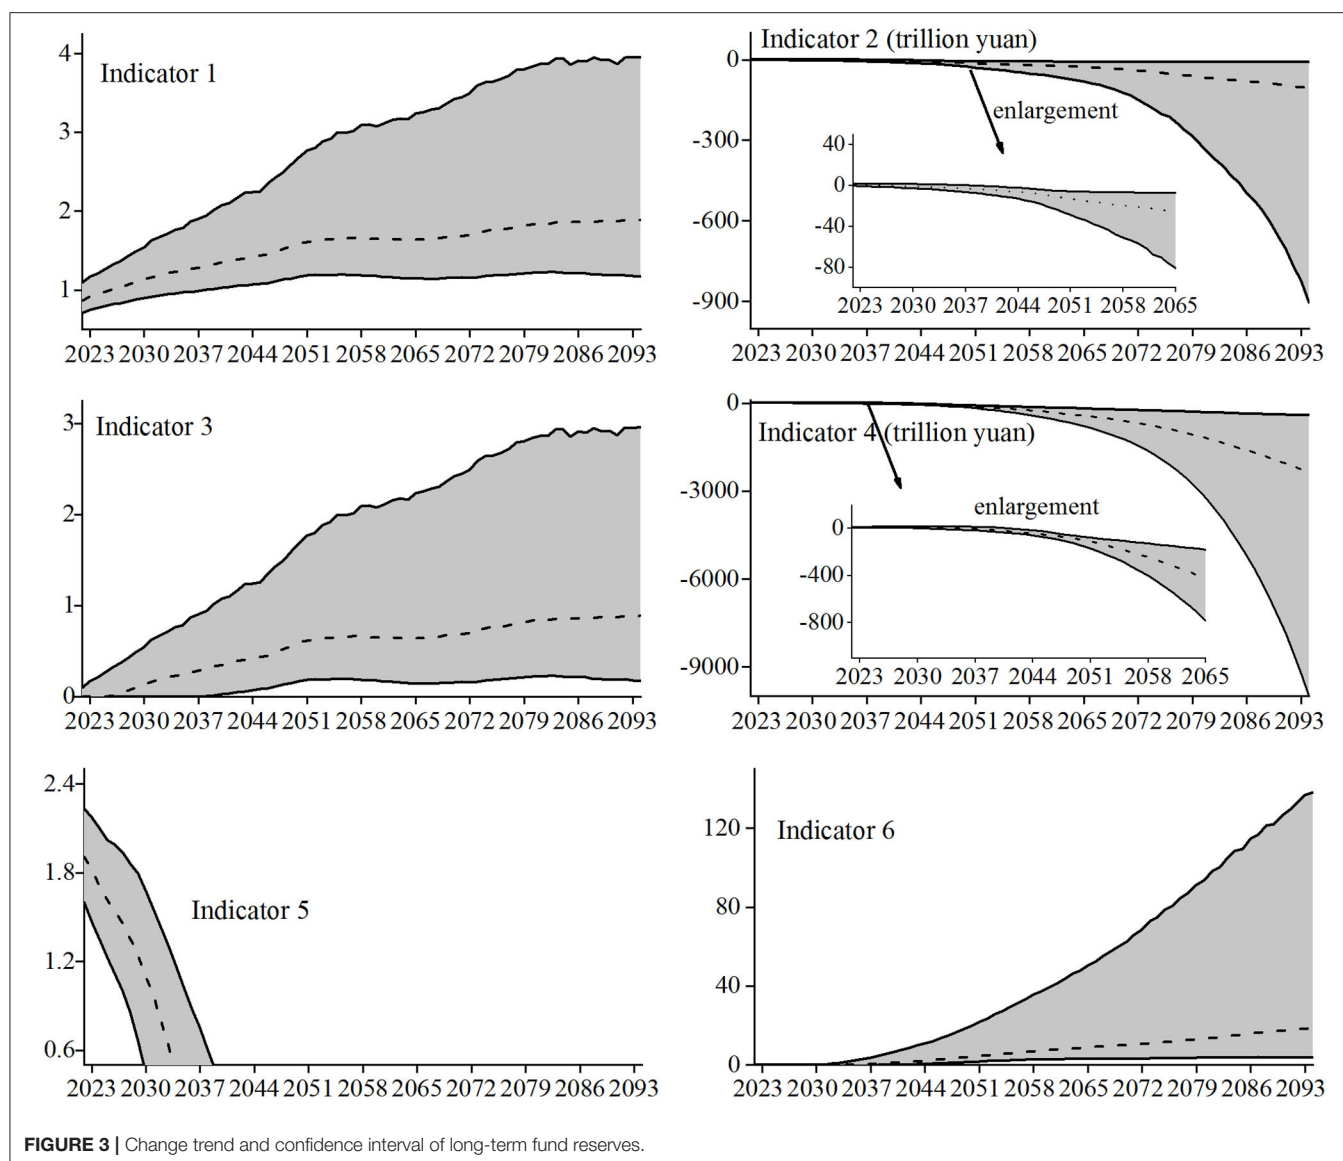 Indicator 1
4
3
2
1
2023 2030 2037 2044 2051 2058 2065 2072 2079 2086 2093
Indicator 2 (trillion yuan)
0
-300
-600
-900
enlargement
40
0
-40
-80
2023 2030 2037 2044 2051 2058 2065
2023 2030 2037 2044 2051 2058 2065 2072 2079 2086 2093
Indicator 3
3
2
1
0
2023 2030 2037 2044 2051 2058 2065 2072 2079 2086 2093
0
Indicator 4 (trillion yuan)
-3000
-6000
-9000
enlargement
0
-400
-800
2023 2030 2037 2044 2051 2058 2065
2023 2030 2037 2044 2051 2058 2065 2072 2079 2086 2093
2.4
1.8
1.2
0.6
Indicator 5
2023 2030 2037 2044 2051 2058 2065 2072 2079 2086 2093
120
80
40
0
Indicator 6
2023 2030 2037 2044 2051 2058 2065 2072 2079 2086 2093
FIGURE 3 | Change trend and confidence interval of long-term fund reserves.